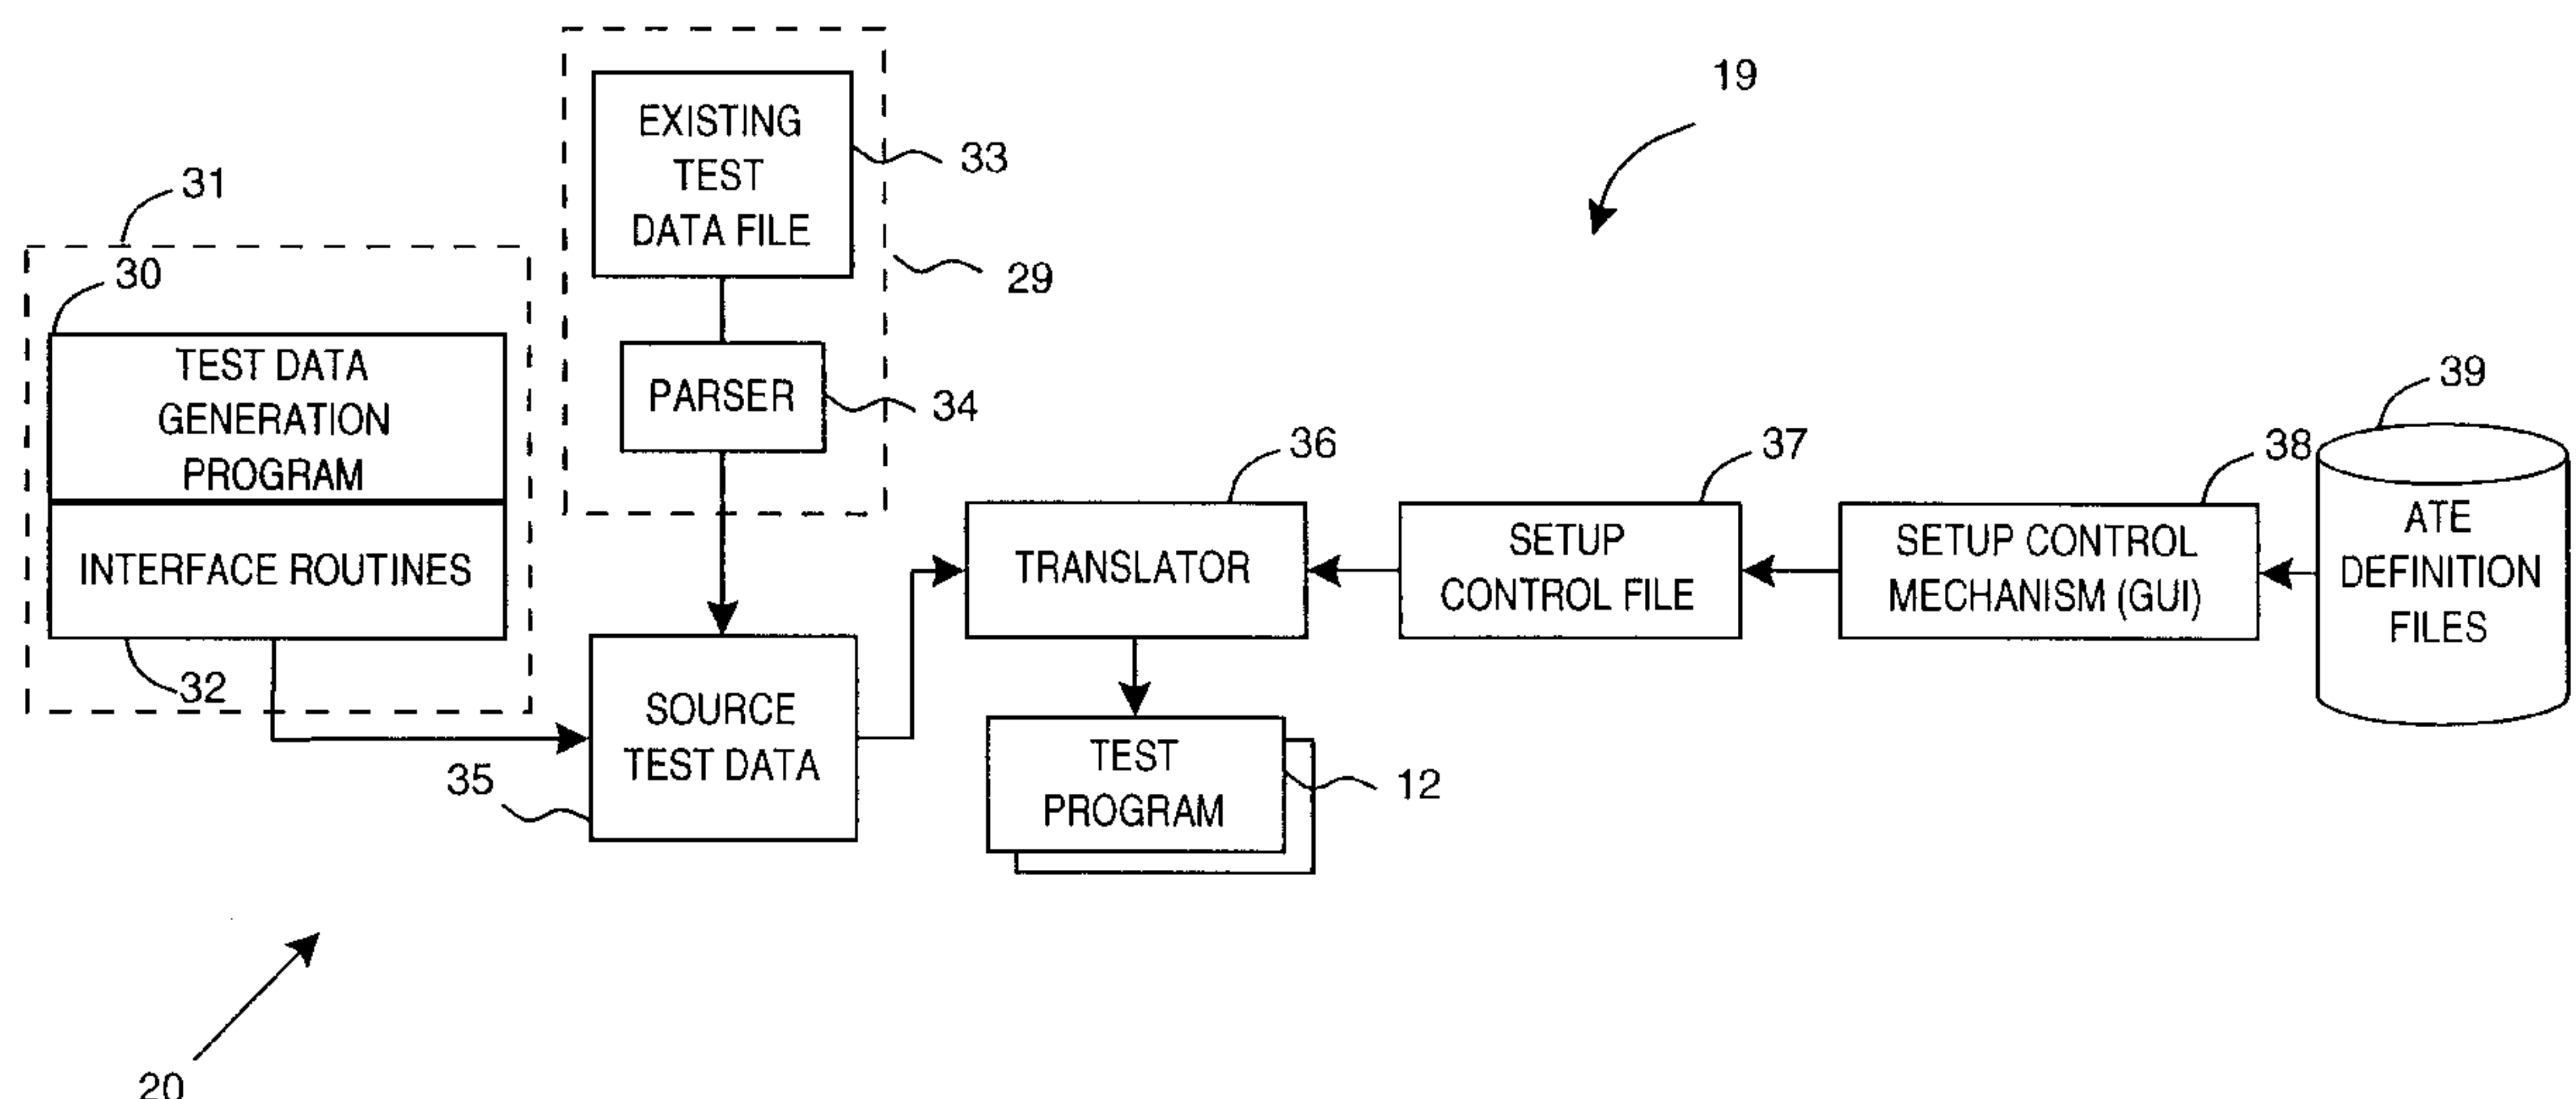 19
EXISTING
TEST
DATA FILE
33
31
30
29
TEST DATA
GENERATION
PROGRAM
PARSER
34
39
36
37
38
ATE
DEFINITION
FILES
INTERFACE ROUTINES
TRANSLATOR
SETUP
CONTROL FILE
SETUP CONTROL
MECHANISM (GUI)
32
SOURCE
TEST DATA
35
TEST
PROGRAM
12
20